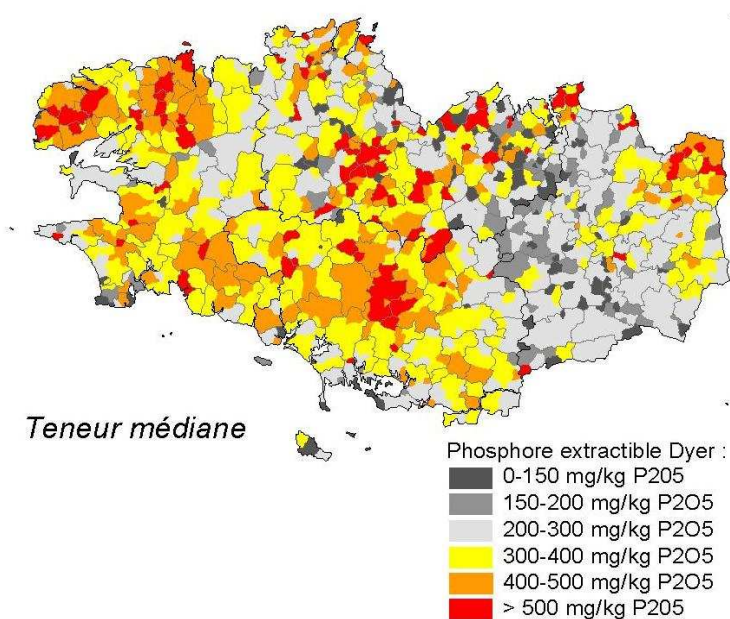 Teneur médiane
Phosphore extractible Dyer :
0-150 mg/kg P205
150-200 mg/kg P2O5
200-300 mg/kg P2O5
300-400 mg/kg P2O5
400-500 mg/kg P2O5
> 500 mg/kg P205